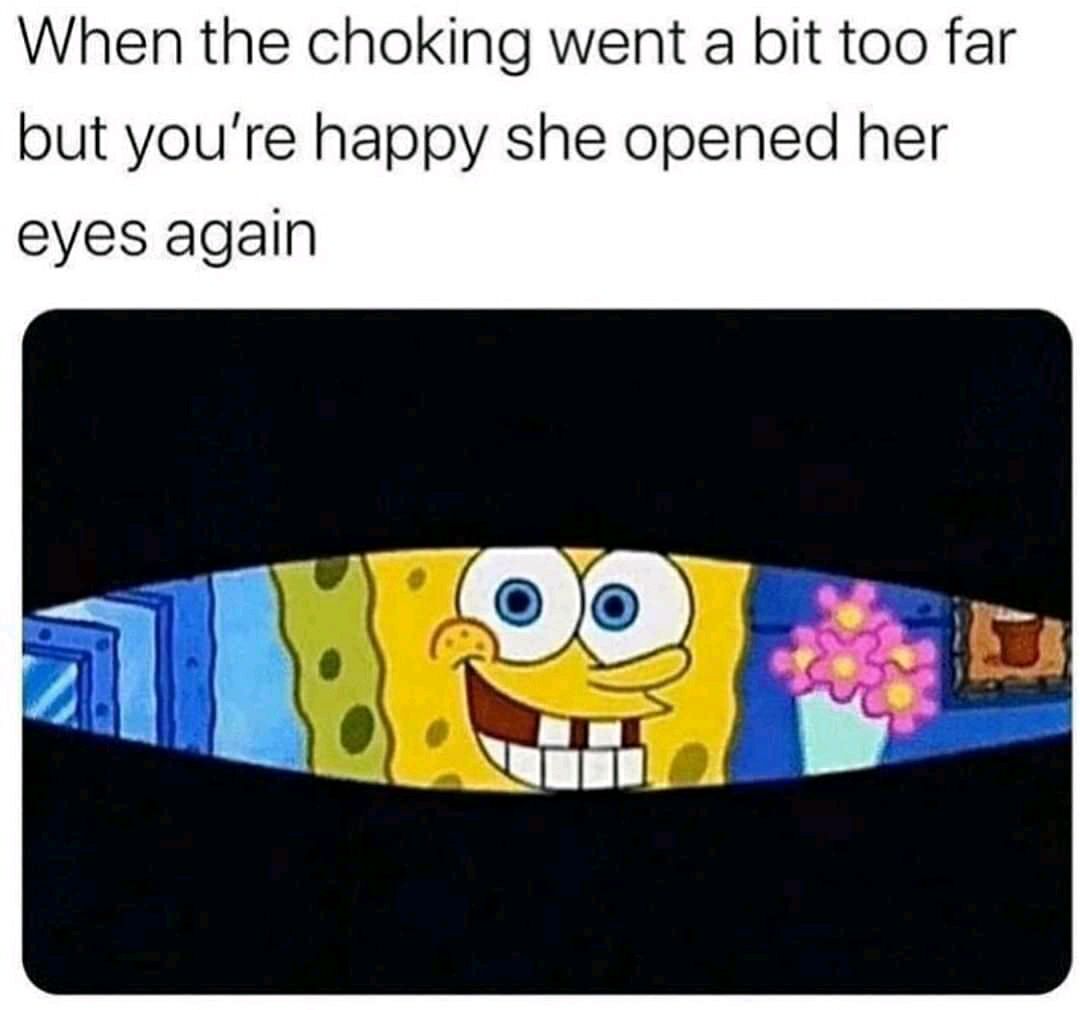 When the choking went a bit too far
but you're happy she opened her
eyes again